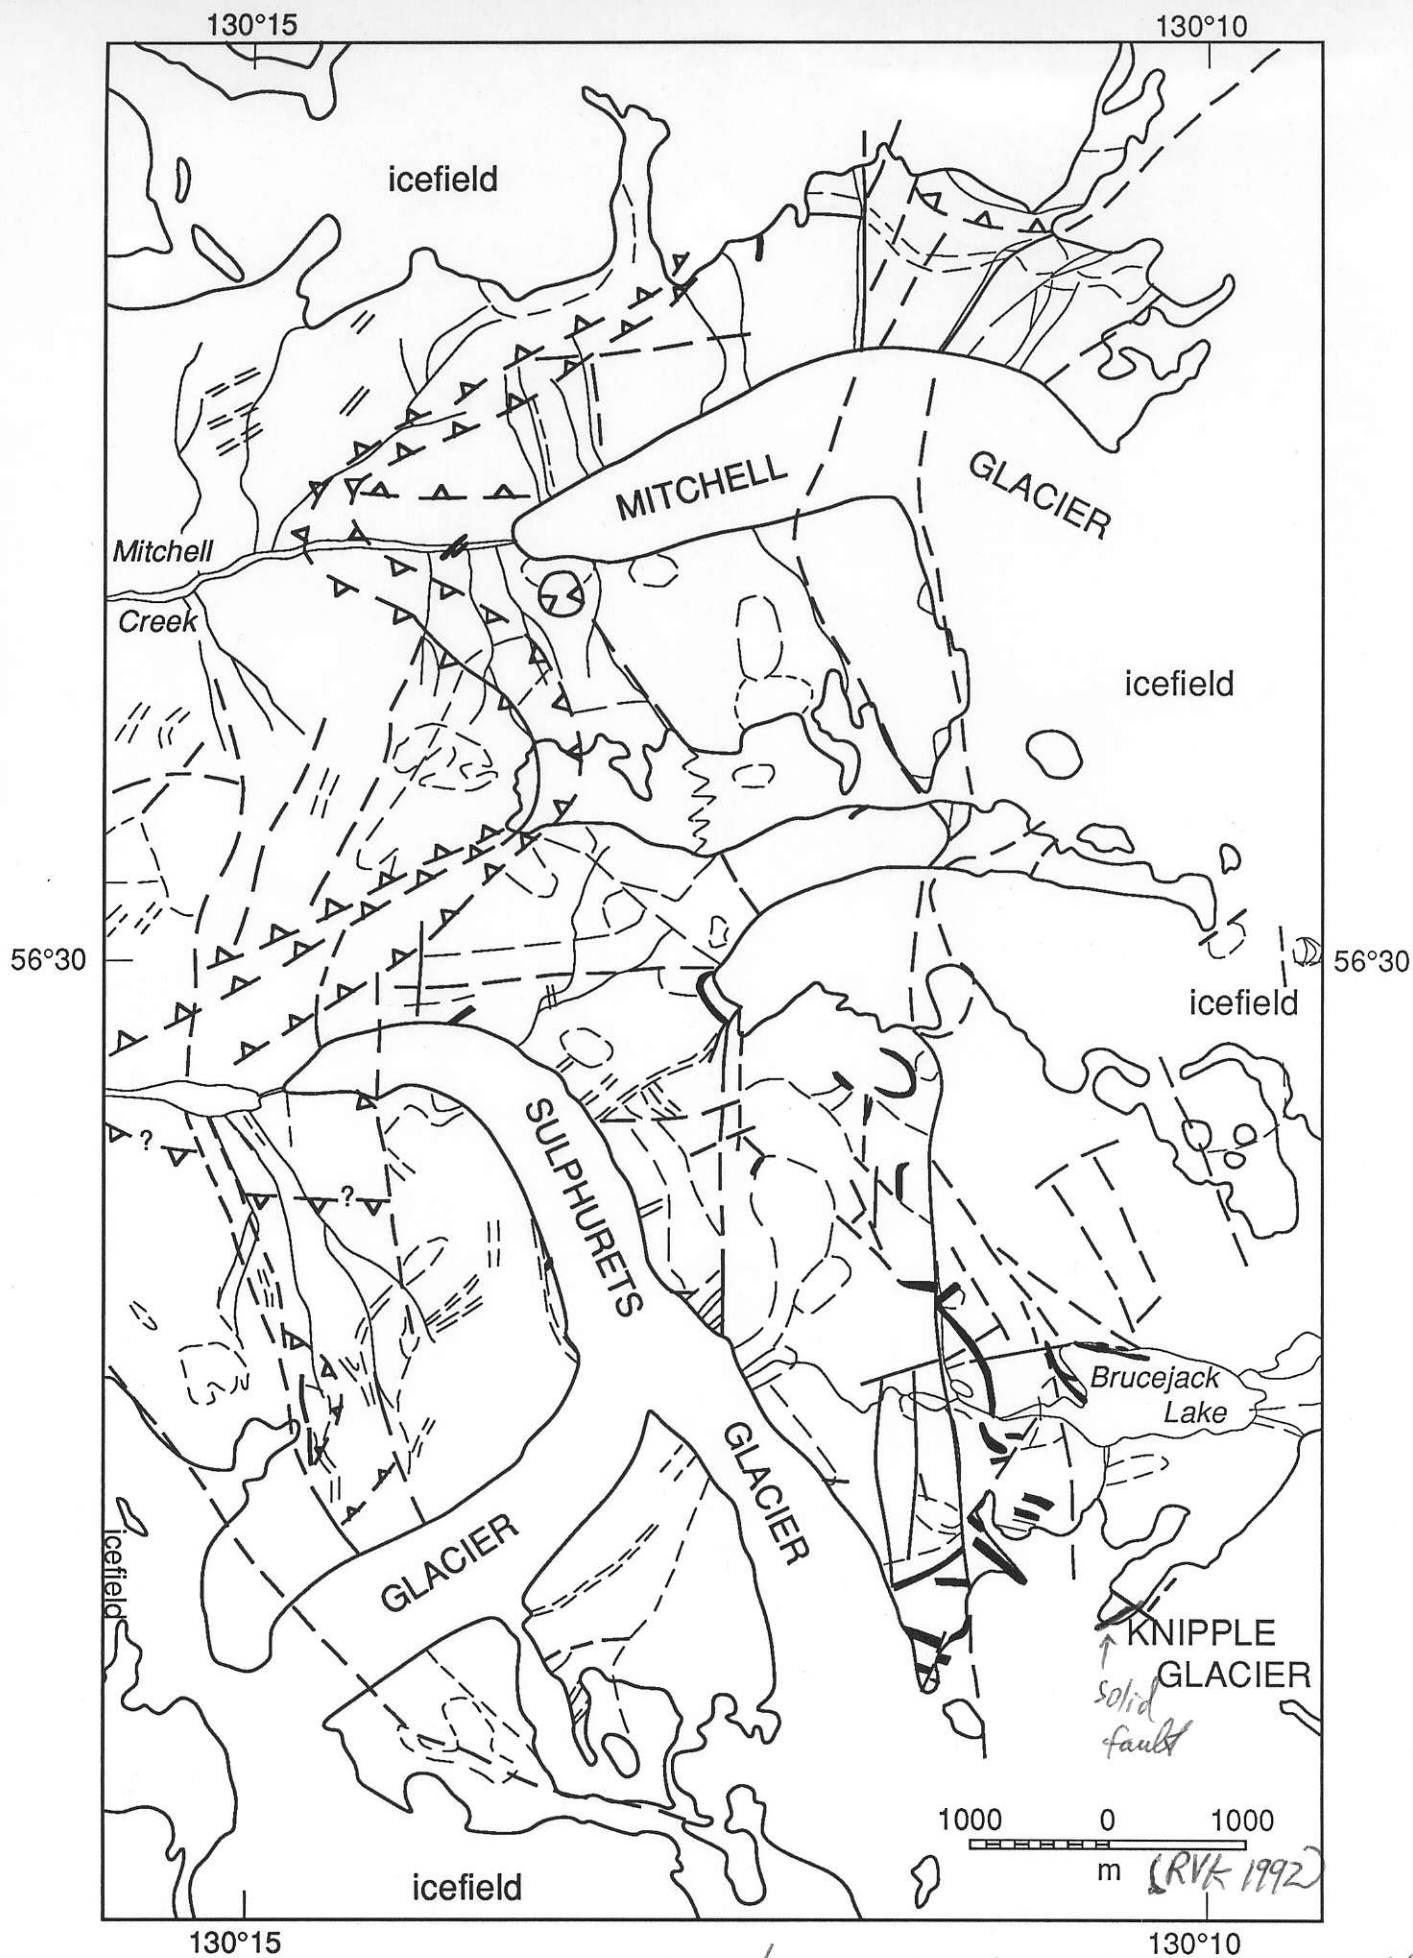 130°15
130°10
icefield
MITCHELL
GLACIER
Mitchell
Creek
icefield
56°30
56°30
icefield
SULPHURETS
?
?
Brucejack
Lake
GLACIER
GLACIER
icefield
KNIPPLE
GLACIER
solid
fault
1000 0 1000
m
(RVK 1992)
icefield
130°15
130°10